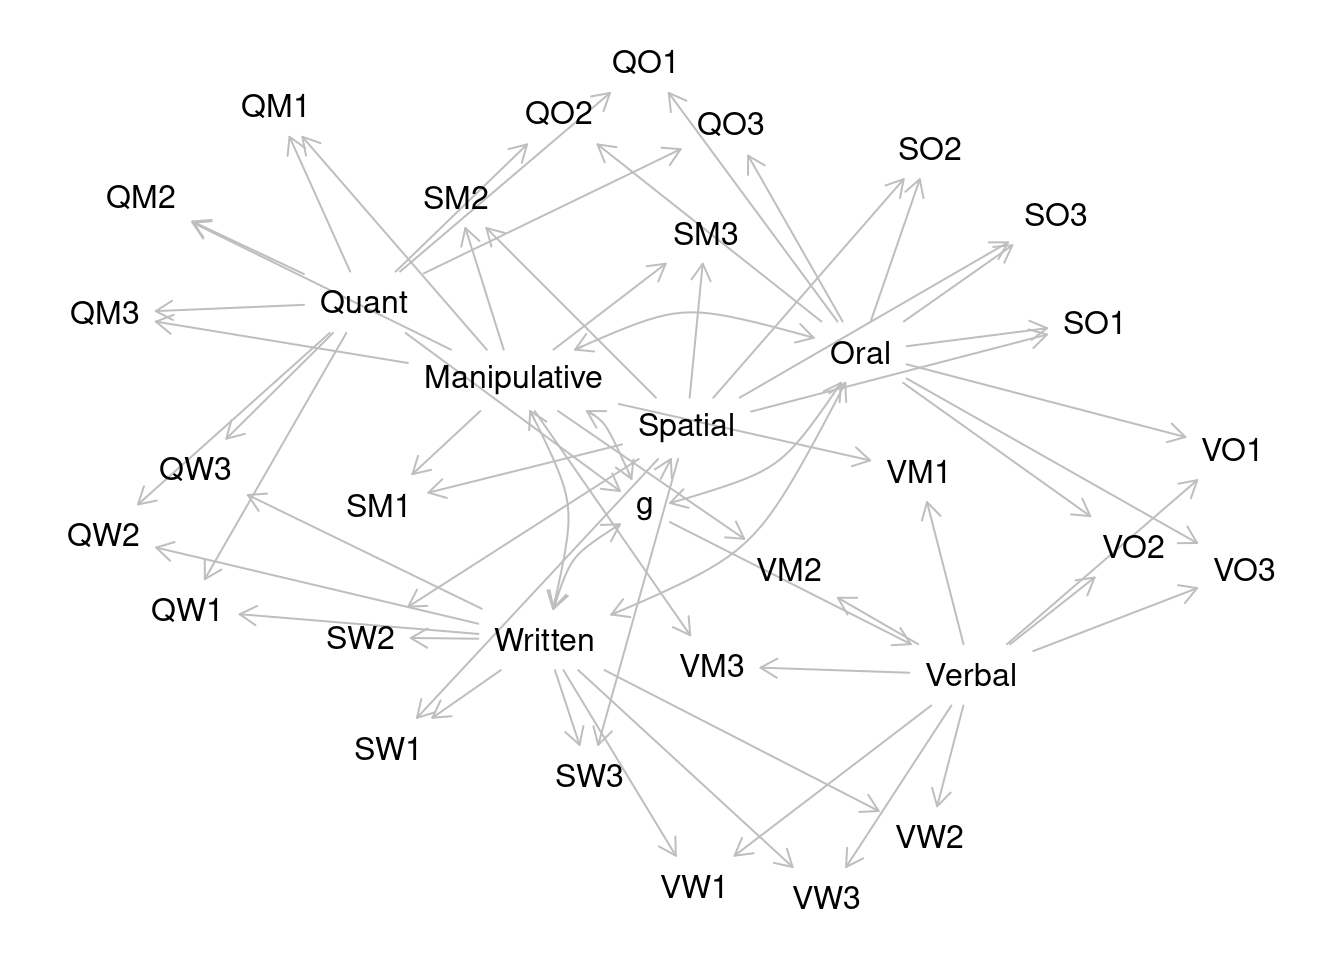 QO1
QM1
QO2
QO3
SO2
QM2
SM2
SO3
SM3
Quant
QM3
SO1
Oral
Manipulative
Spatial
VO1
QW3
VM1
SM1
g
QW2
VO2
VM2
VO3
QW1
SW2
Written
VM3
Verbal
SW1
SW3
VW2
VW1
VW3